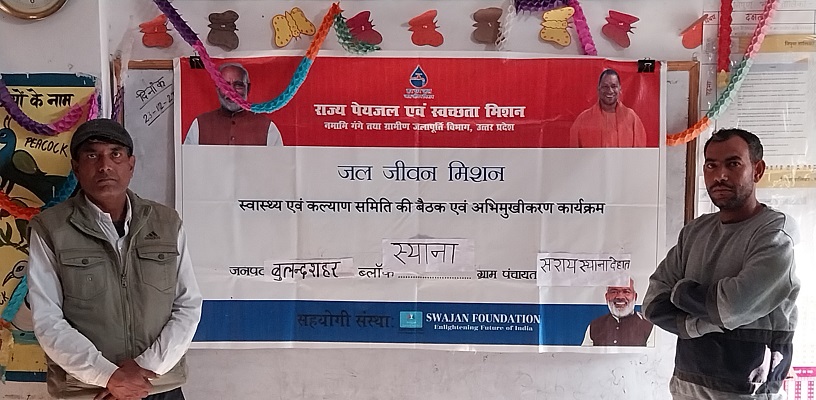 यों के नाम
PEACOCK
दिनाँक
राज्य पेयजल एवं स्वच्छता मिशन
नमामि गंगे तथा ग्रामीण जलापूर्ति विभाग, उत्तर प्रदेश
जल जीवन मिशन
स्वास्थ्य एवं कल्याण समिति की बैठक एवं अभिमुखीकरण कार्यक्रम
जनपद बुलन्दशहर ब्लॉक स्याना ग्राम पंचायत सराय स्याना देहात
सहयोगी संस्था: SWAJAN FOUNDATION
Enlightening Future of India